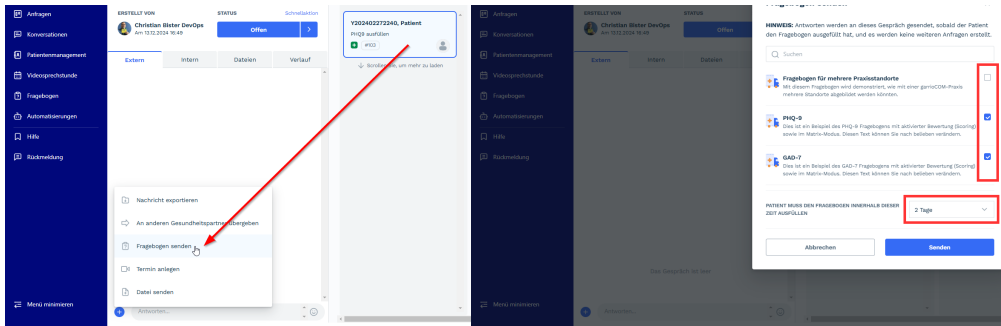 Anfragen
Konversationen
Patientenmanagement
Videosprechstunde
Fragebogen
Automatisierungen
Hilfe
Rückmeldung
Menü minimieren
ERSTELLT VON
Christian Bister DevOps
Am 13.12.2024 16:49
STATUS
Schnellaktion
Offen
Extern
Intern
Dateien
Verlauf
Nachricht exportieren
An anderen Gesundheitspartner übergeben
Fragebogen senden
Termin anlegen
Datei senden
Antworten...
Y202402272240, Patient
PHQ9 ausfüllen
#103
Scrollen Sie, um mehr zu laden
Anfragen
Konversationen
Patientenmanagement
Videosprechstunde
Fragebogen
Automatisierungen
Hilfe
Rückmeldung
Menü minimieren
ERSTELLT VON
Christian Bister DevOps
Am 13.12.2024 16:49
STATUS
Offen
Extern
Intern
Dateien
Das Gespräch ist leer
Antworten...
Fragebogen senden
HINWEIS: Antworten werden an dieses Gespräch gesendet, sobald der Patient
den Fragebogen ausgefüllt hat, und es werden keine weiteren Anfragen erstellt.
Suchen
Fragebogen für mehrere Praxisstandorte
Mit diesem Fragebogen wird demonstriert, wie mit einer garrioCOM-Praxis
mehrere Standorte abgebildet werden könnten.
PHQ-9
Dies ist ein Beispiel des PHQ-9 Fragebogens mit aktivierter Bewertung (Scoring)
sowie im Matrix-Modus. Diesen Text können Sie nach belieben verändern.
GAD-7
Dies ist ein Beispiel des GAD-7 Fragebogens mit aktivierter Bewertung (Scoring)
sowie im Matrix-Modus. Diesen Text können Sie nach belieben verändern.
PATIENT MUSS DEN FRAGEBOGEN INNERHALB DIESER
ZEIT AUSFÜLLEN
2 Tage
Abbrechen
Senden